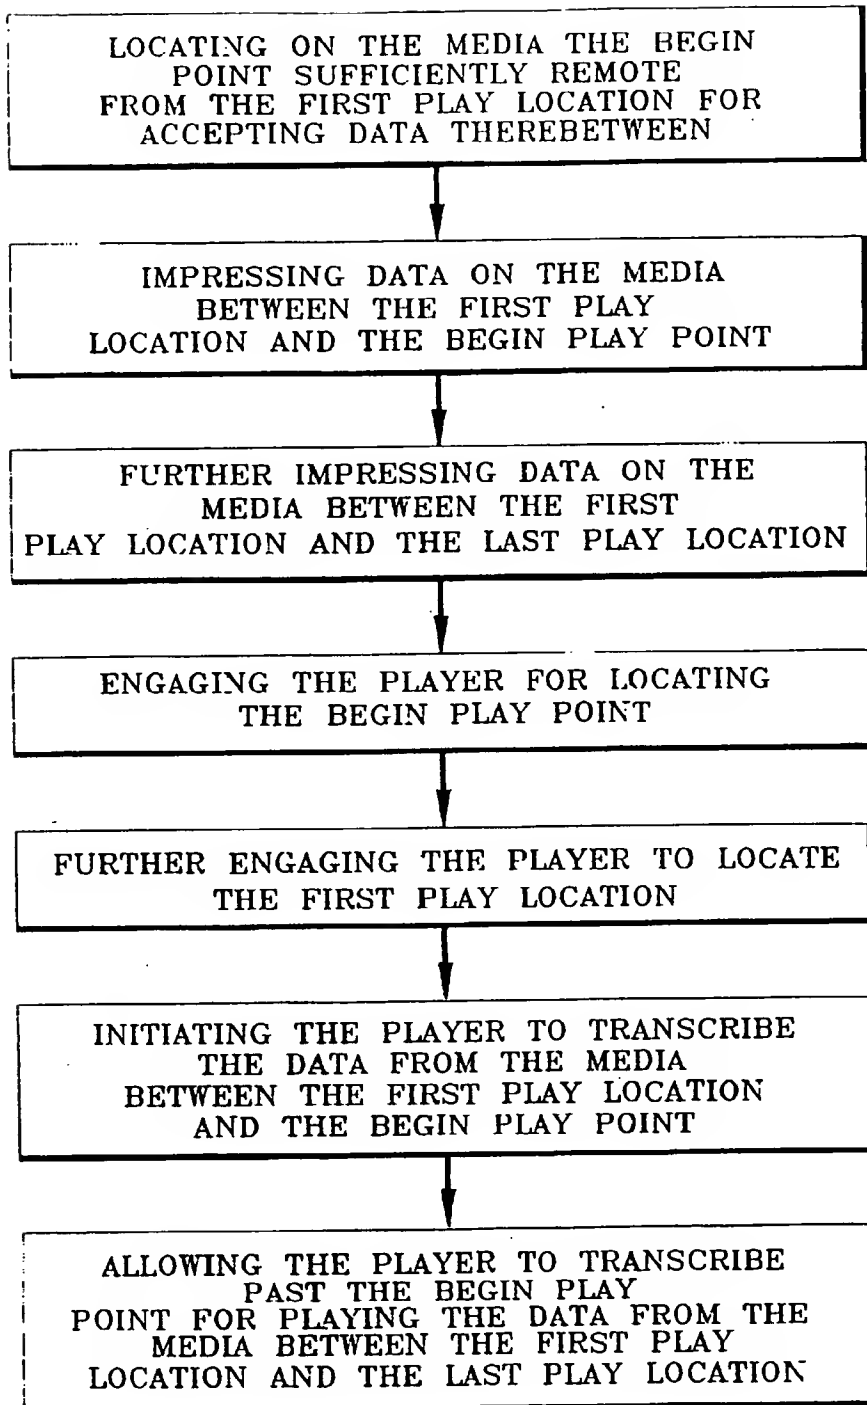 LOCATING ON THE MEDIA THE BEGIN
POINT SUFFICIENTLY REMOTE
FROM THE FIRST PLAY LOCATION FOR
ACCEPTING DATA THEREBETWEEN
IMPRESSING DATA ON THE MEDIA
BETWEEN THE FIRST PLAY
LOCATION AND THE BEGIN PLAY POINT
FURTHER IMPRESSING DATA ON THE
MEDIA BETWEEN THE FIRST
PLAY LOCATION AND THE LAST PLAY LOCATION
ENGAGING THE PLAYER FOR LOCATING
THE BEGIN PLAY POINT
FURTHER ENGAGING THE PLAYER TO LOCATE
THE FIRST PLAY LOCATION
INITIATING THE PLAYER TO TRANSCRIBE
THE DATA FROM THE MEDIA
BETWEEN THE FIRST PLAY LOCATION
AND THE BEGIN PLAY POINT
ALLOWING THE PLAYER TO TRANSCRIBE
PAST THE BEGIN PLAY
POINT FOR PLAYING THE DATA FROM THE
MEDIA BETWEEN THE FIRST PLAY
LOCATION AND THE LAST PLAY LOCATION